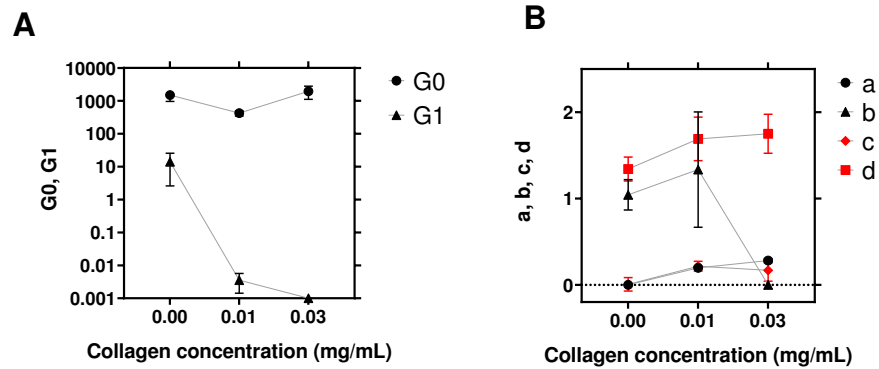 A
G0, G1
10000
1000
100
10
1
0.1
0.01
0.001
0.00 0.01 0.03
Collagen concentration (mg/mL)
G0
G1
B
a, b, c, d
2
1
0
0.00 0.01 0.03
Collagen concentration (mg/mL)
a
b
c
d